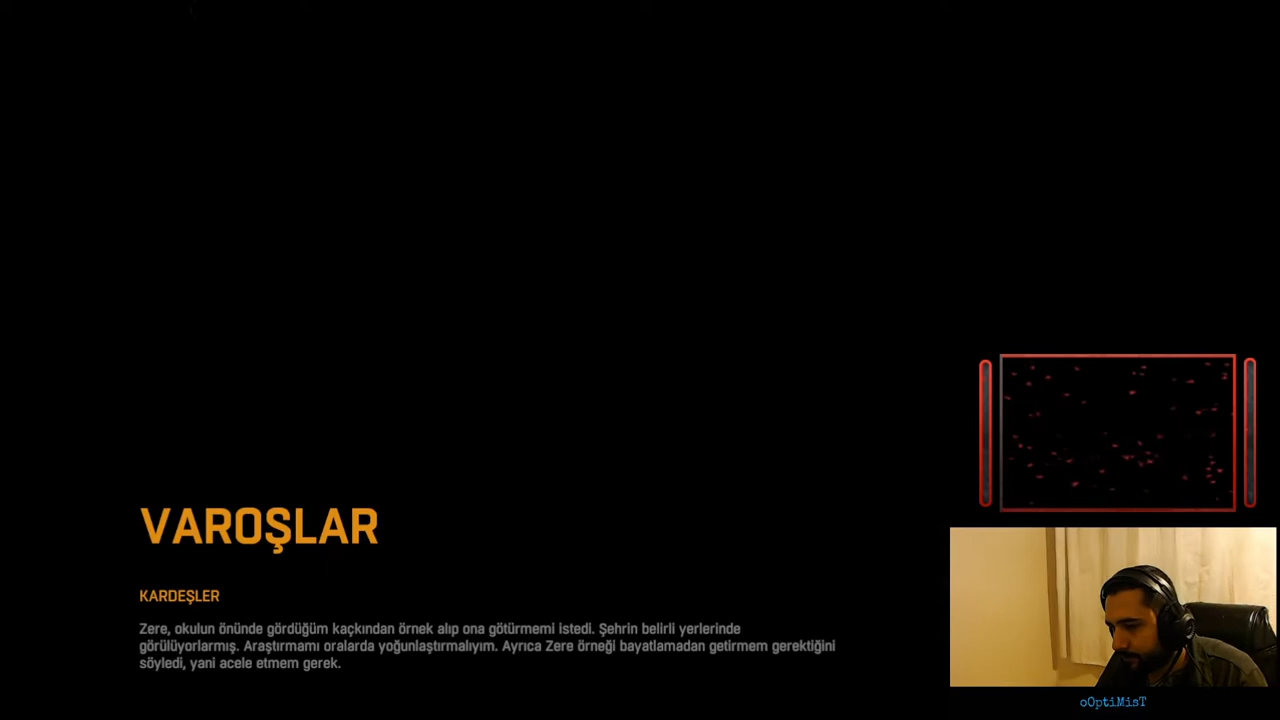 VAROŞLAR
KARDEŞLER
Zere, okulun önünde gördüğüm kaçkından örnek alıp ona götürmemi istedi. Şehrin belirli yerlerinde
görülüyorlarmış. Araştırmamı oralarda yoğunlaştırmalıyım. Ayrıca Zere örneği bayatlamadan getirmem gerektiğini
söyledi, yani acele etmem gerek.
oOptiMisT